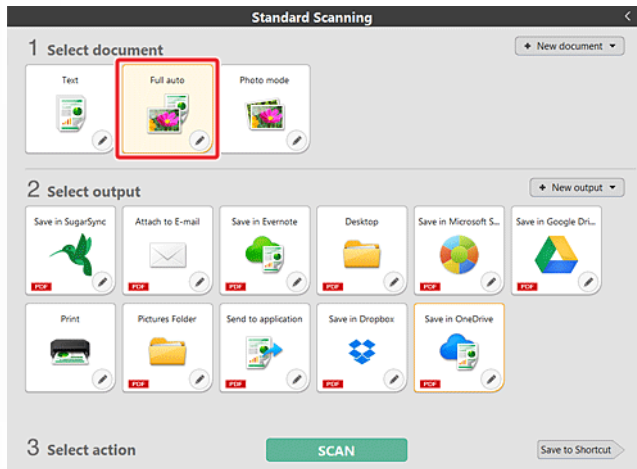 Standard Scanning
1 Select document
+ New document
Text
Full auto
Photo mode
2 Select output
+ New output
Save in SugarSync
Attach to E-mail
Save in Evernote
Desktop
Save in Microsoft S...
Save in Google Dri...
PDF
PDF
PDF
PDF
PDF
PDF
Print
Pictures Folder
Send to application
Save in Dropbox
Save in OneDrive
PDF
PDF
PDF
3 Select action
SCAN
Save to Shortcut